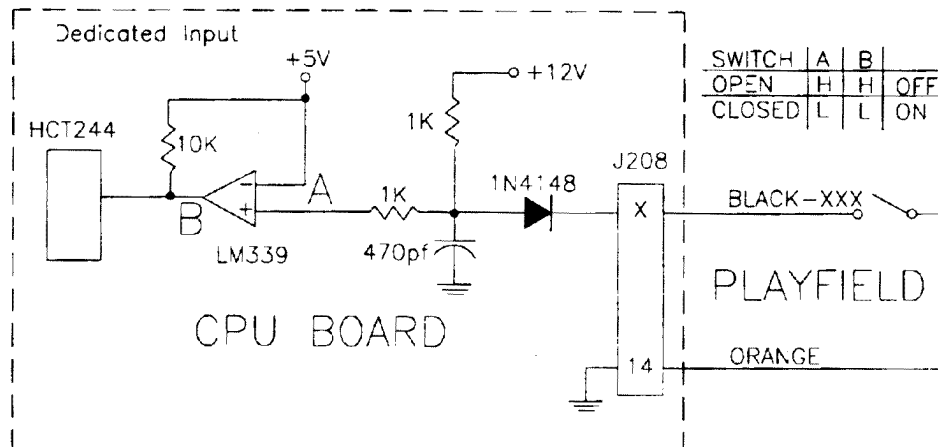 Dedicated Input
+5V
+12V
SWITCH A B
OPEN H H OFF
CLOSED L L ON
HCT244
10K
1K
J208
A
1K
1N4148
X
BLACK-XXX
-
+
B
LM339
470pf
PLAYFIELD
CPU BOARD
14
ORANGE